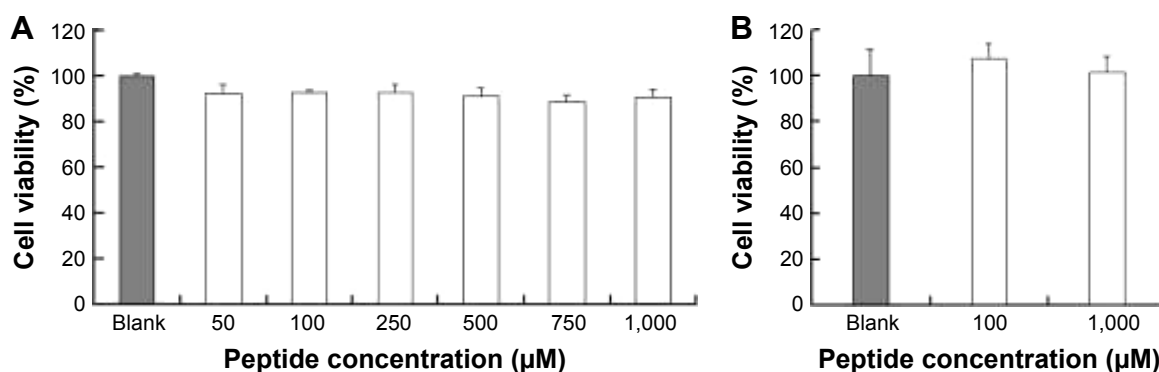 A
Cell viability (%)
120
100
80
60
40
20
0
Blank 50 100 250 500 750 1,000
Peptide concentration (µM)
B
Cell viability (%)
120
100
80
60
40
20
0
Blank 100 1,000
Peptide concentration (µM)